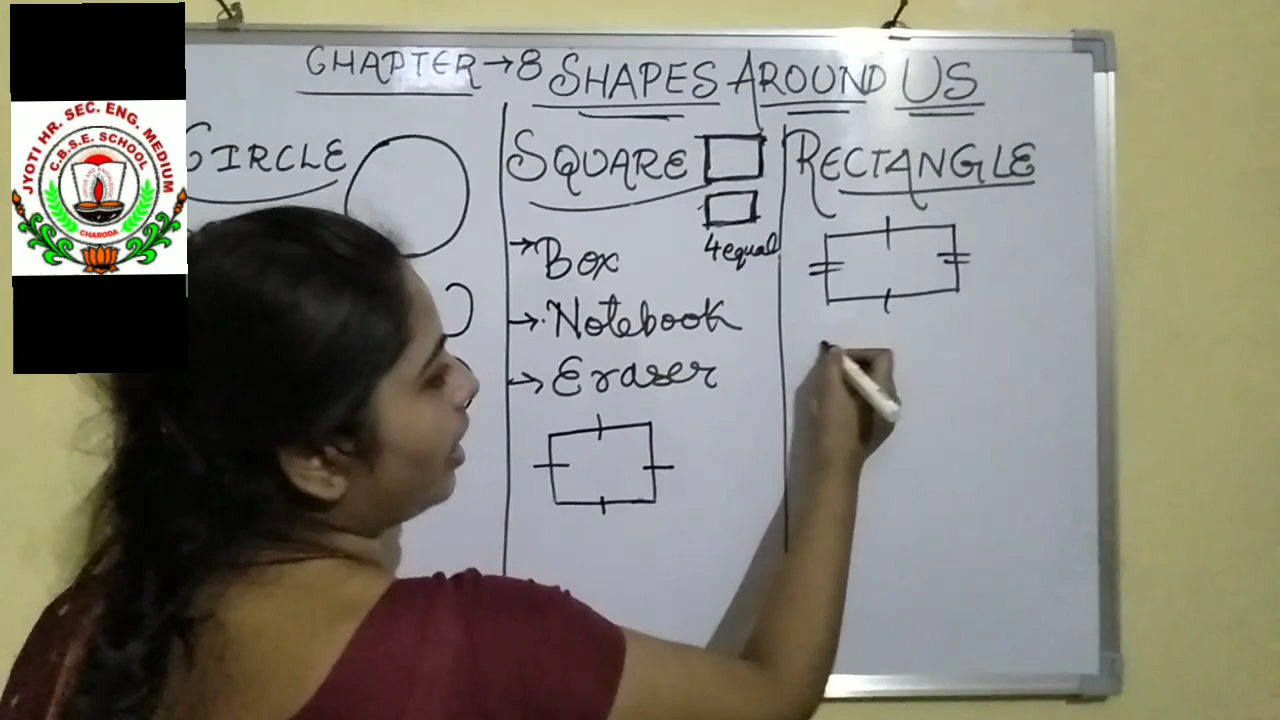 CHAPTER → 8 SHAPES AROUND US
JYOTI HR. SEC. ENG. MEDIUM
C.B.S.E. SCHOOL
CHARODA
CIRCLE
SQUARE
4 equal
→ Box
→ Notebook
→ Eraser
RECTANGLE